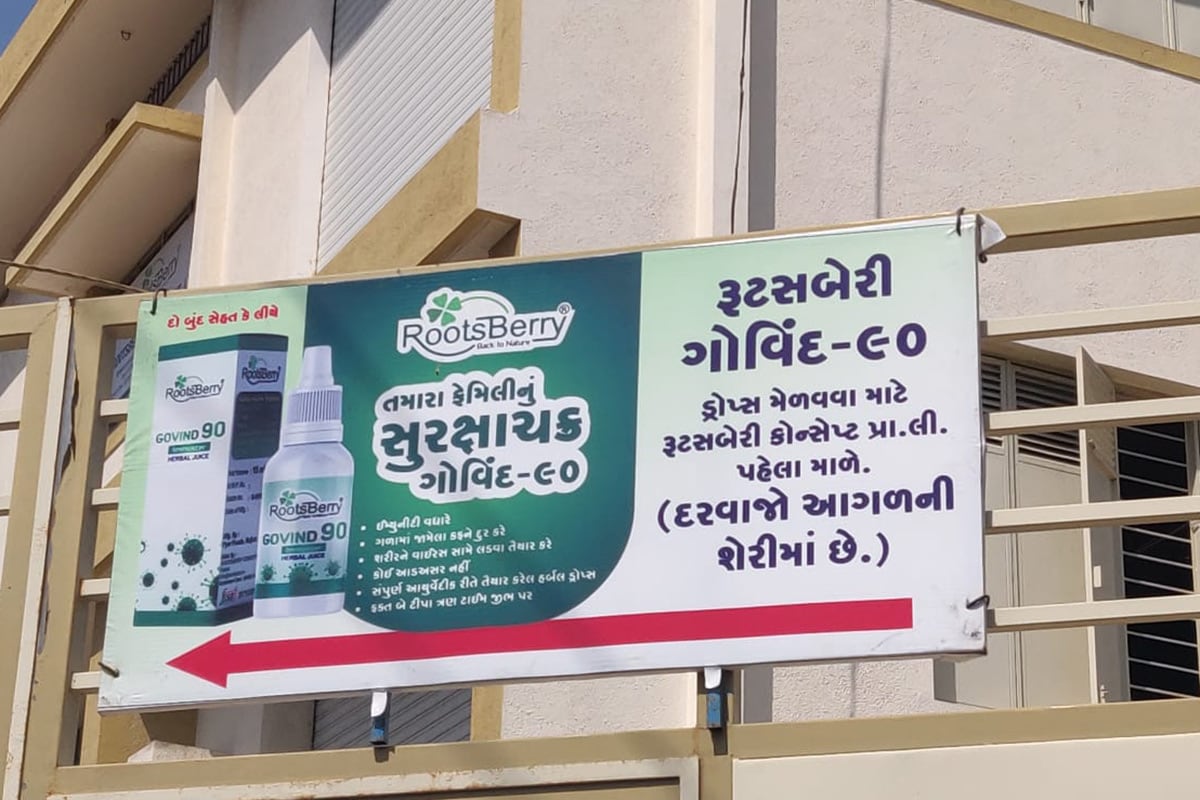 દો બુંદ સેહત કે લીયે
RootsBerry
RootsBerry
GOVIND 90
HERBAL JUICE
RootsBerry
GOVIND 90
HERBAL JUICE
RootsBerry®
Back to Nature
તમારા ફેમિલીનું
સુરક્ષાચક્ર
ગોવિંદ-૯૦
• ઈમ્યુનીટી વધારે
• ગળામાં જામેલા કફને દુર કરે
• શરીરને વાઈરસ સામે લડવા તૈયાર કરે
• કોઈ આડઅસર નહીં
• સંપુર્ણ આયુર્વેદીક રીતે તૈયાર કરેલ હર્બલ ડ્રોપ્સ
• ફક્ત બે ટીપા ત્રણ ટાઈમ જીભ પર
રૂટસબેરી
ગોવિંદ-૯૦
ડ્રોપ્સ મેળવવા માટે
રૂટસબેરી કોન્સેપ્ટ પ્રા.લી.
પહેલા માળે.
(દરવાજો આગળની
શેરીમાં છે.)